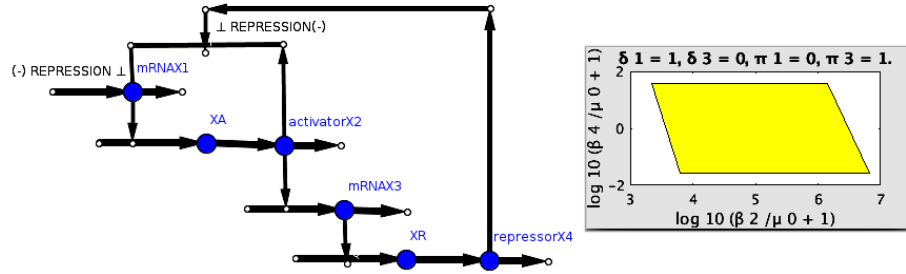 ⊥ REPRESSION(-)
(-) REPRESSION ⊥
mRNAX1
XA
activatorX2
mRNAX3
XR
repressorX4
δ 1 = 1, δ 3 = 0, π 1 = 0, π 3 = 1.
log 10 (β 4 /μ 0 + 1)
2
0
−2
3 4 5 6 7
log 10 (β 2 /μ 0 + 1)